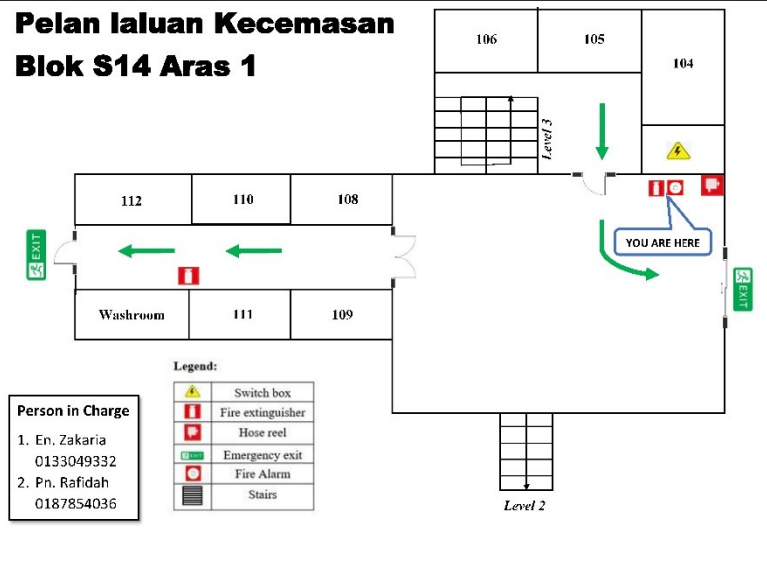 Pelan laluan Kecemasan
Blok S14 Aras 1
106
105
104
Level 3
112
110
108
YOU ARE HERE
EXIT
EXIT
Washroom
111
109
Legend:
Switch box
Fire extinguisher
Hose reel
EXIT
Emergency exit
Fire Alarm
Stairs
Person in Charge
1. En. Zakaria
0133049332
2. Pn. Rafidah
0187854036
Level 2